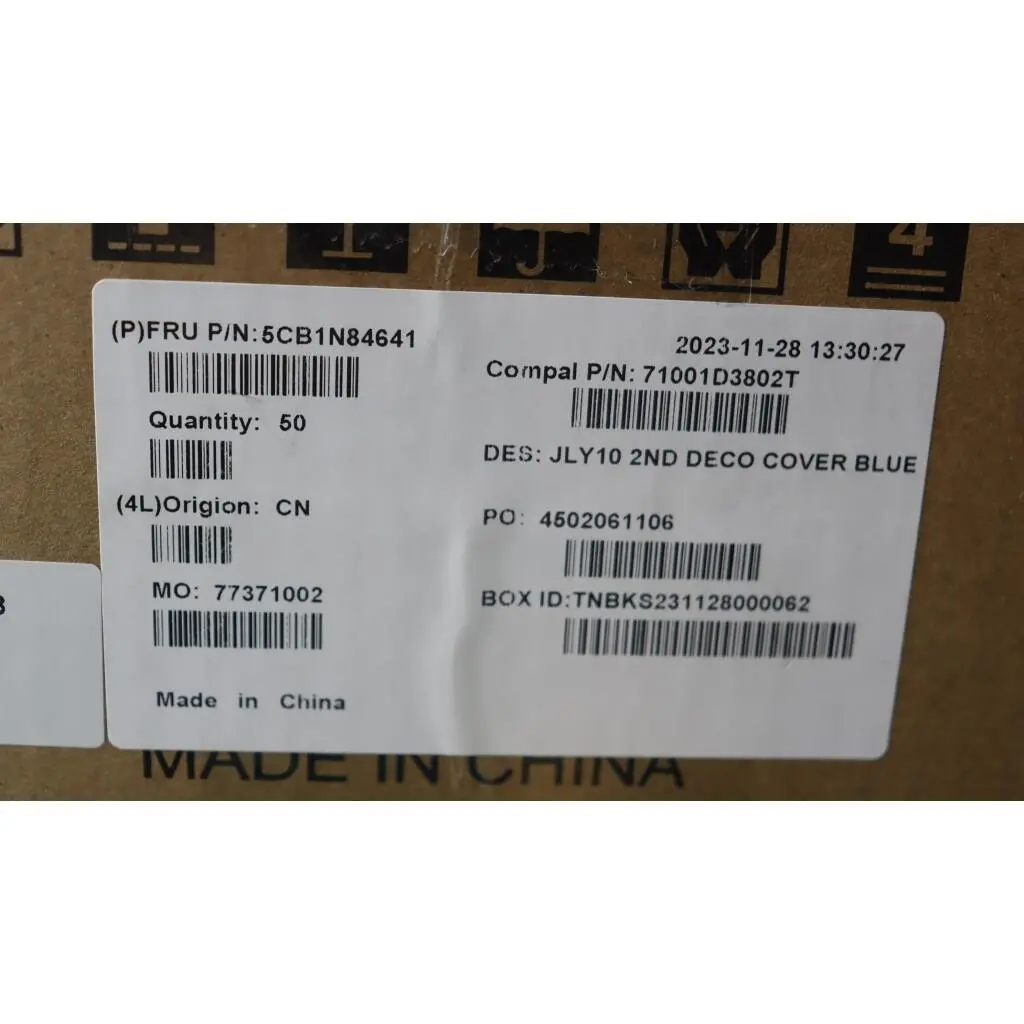 4
(P)FRU P/N:5CB1N84641
Quantity: 50
(4L)Origion: CN
MO: 77371002
Made in China
2023-11-28 13:30:27
Compal P/N: 71001D3802T
DES: JLY10 2ND DECO COVER BLUE
PO: 4502061106
BOX ID:TNBKS231128000062
MADE IN CHINA